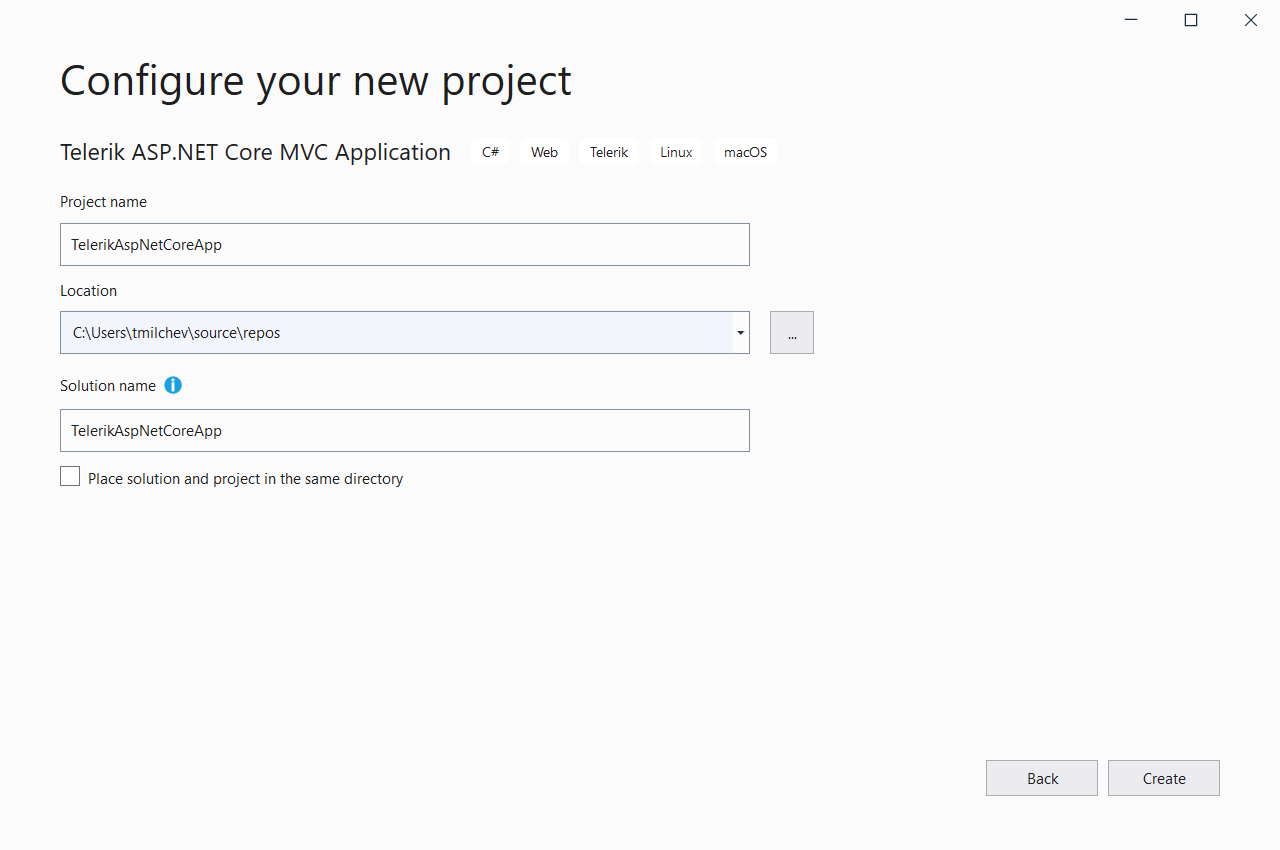 Configure your new project
Telerik ASP.NET Core MVC Application C# Web Telerik Linux macOS
Project name
TelerikAspNetCoreApp
Location
C:\Users\tmilchev\source\repos ...
Solution name
TelerikAspNetCoreApp
Place solution and project in the same directory
Back Create